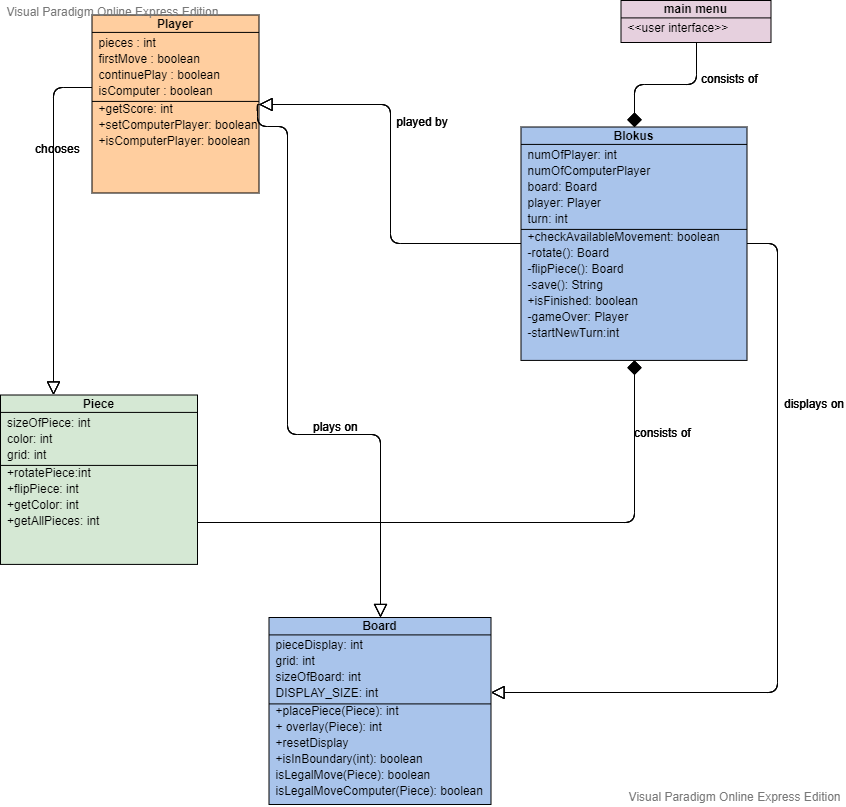 Visual Paradigm Online Express Edition
Player
pieces : int
firstMove : boolean
continuePlay : boolean
isComputer : boolean
+getScore: int
+setComputerPlayer: boolean
+isComputerPlayer: boolean
main menu
<<user interface>>
consists of
played by
chooses
Blokus
numOfPlayer: int
numOfComputerPlayer
board: Board
player: Player
turn: int
+checkAvailableMovement: boolean
-rotate(): Board
-flipPiece(): Board
-save(): String
+isFinished: boolean
-gameOver: Player
-startNewTurn:int
displays on
plays on
consists of
Piece
sizeOfPiece: int
color: int
grid: int
+rotatePiece:int
+flipPiece: int
+getColor: int
+getAllPieces: int
Board
pieceDisplay: int
grid: int
sizeOfBoard: int
DISPLAY_SIZE: int
+placePiece(Piece): int
+ overlay(Piece): int
+resetDisplay
+isInBoundary(int): boolean
isLegalMove(Piece): boolean
isLegalMoveComputer(Piece): boolean
Visual Paradigm Online Express Edition